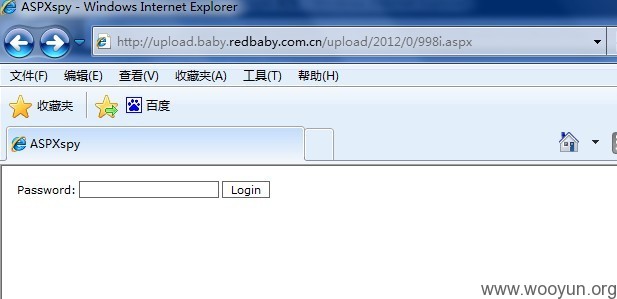 ASPXspy - Windows Internet Explorer
http://upload.baby.redbaby.com.cn/upload/2012/0/998i.aspx
文件(F) 编辑(E) 查看(V) 收藏夹(A) 工具(T) 帮助(H)
收藏夹 百度
ASPXspy
Password: Login
www.wooyun.org